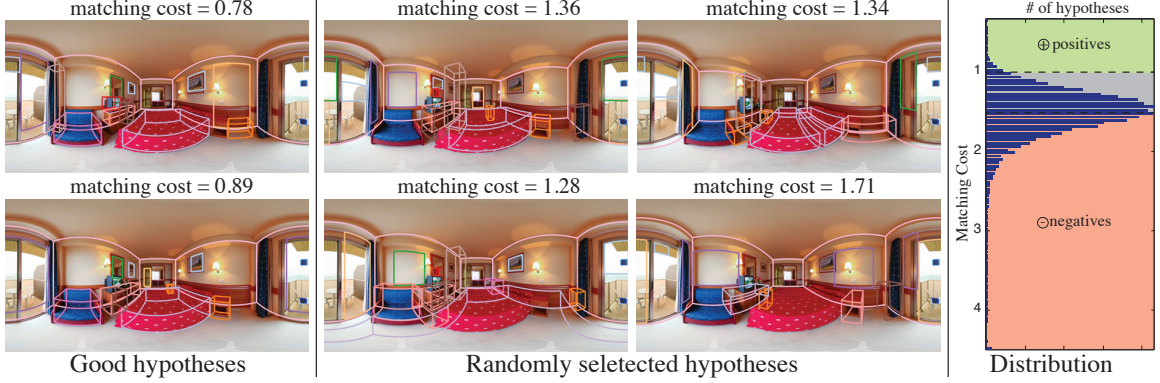 matching cost = 0.78
matching cost = 1.36
matching cost = 1.34
# of hypotheses
⊕ positives
1
matching cost = 0.89
matching cost = 1.28
matching cost = 1.71
2
Matching Cost
3
⊖ negatives
4
Good hypotheses
Randomly seletected hypotheses
Distribution